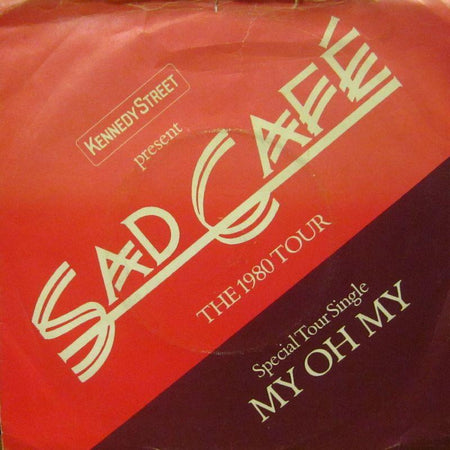 KENNEDY STREET
present
SAD CAFÉ
THE 1980 TOUR
Special Tour Single
MY OH MY